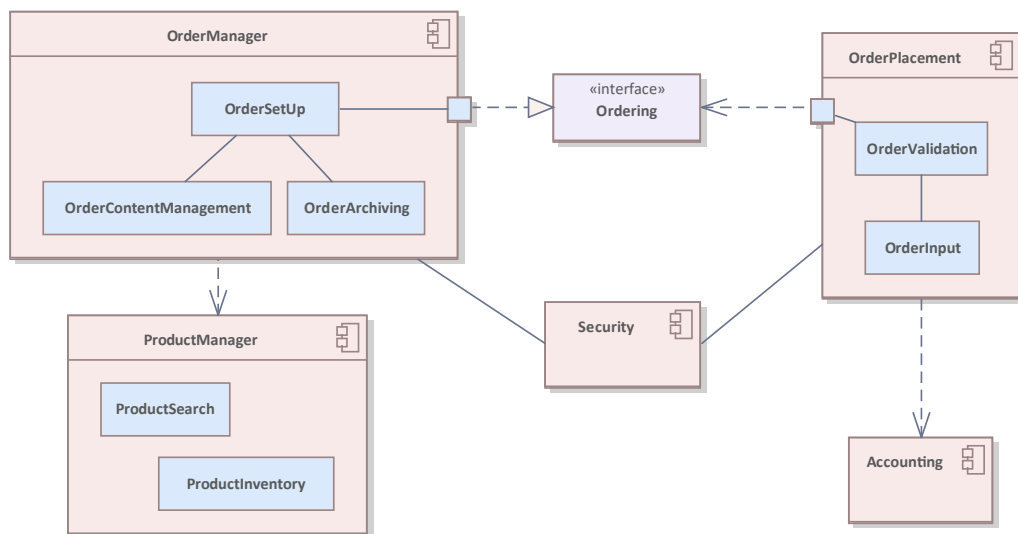 OrderManager
OrderSetUp
OrderContentManagement
OrderArchiving
«interface»
Ordering
OrderPlacement
OrderValidation
OrderInput
ProductManager
ProductSearch
ProductInventory
Security
Accounting